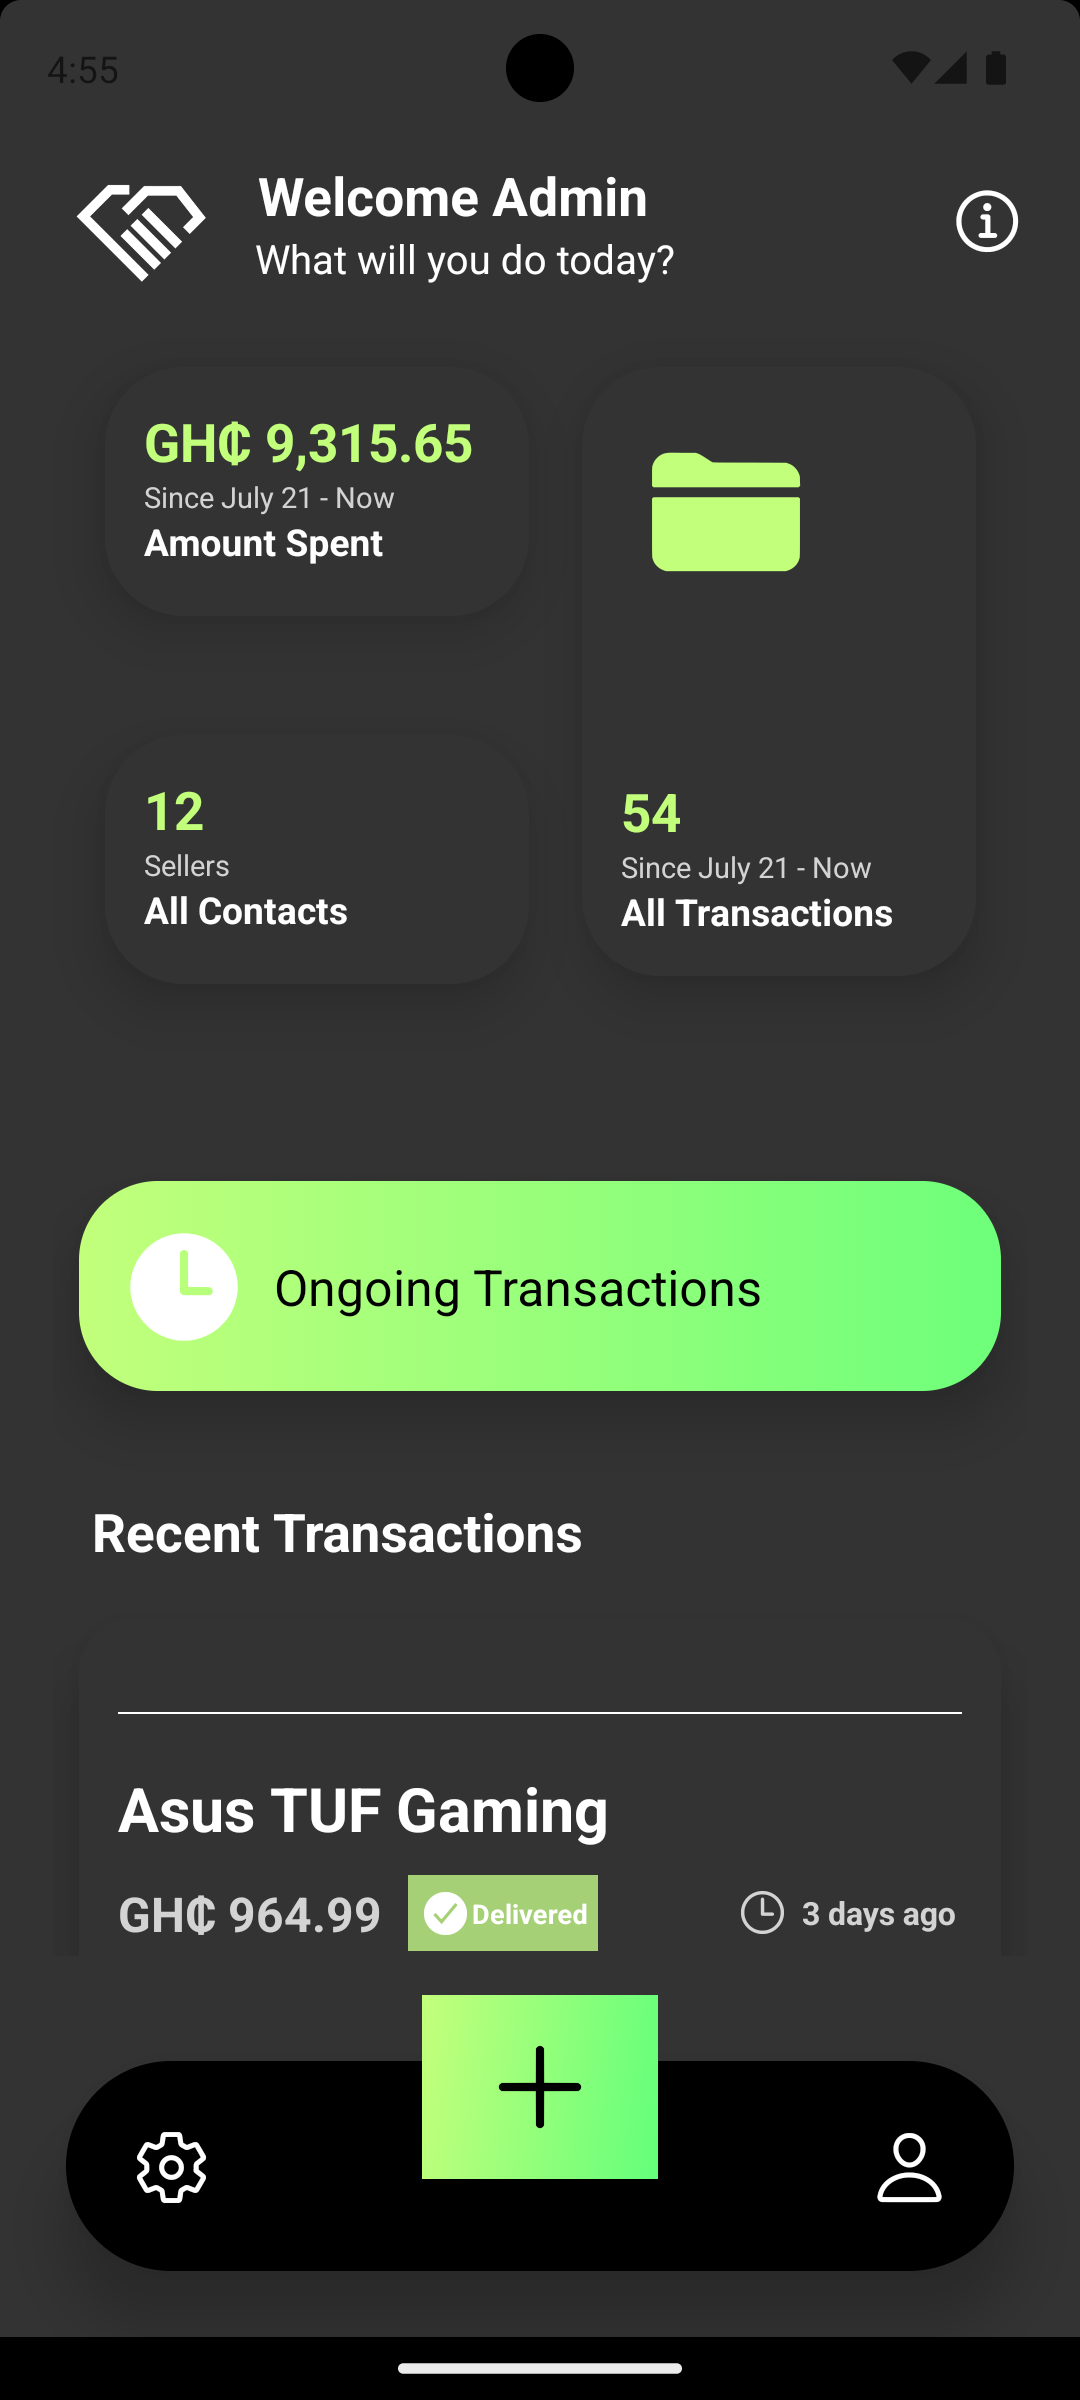 4:55
Welcome Admin
What will you do today?
GH₵ 9,315.65
Since July 21 - Now
Amount Spent
12
Sellers
All Contacts
54
Since July 21 - Now
All Transactions
Ongoing Transactions
Recent Transactions
Asus TUF Gaming
GH₵ 964.99
Delivered
3 days ago